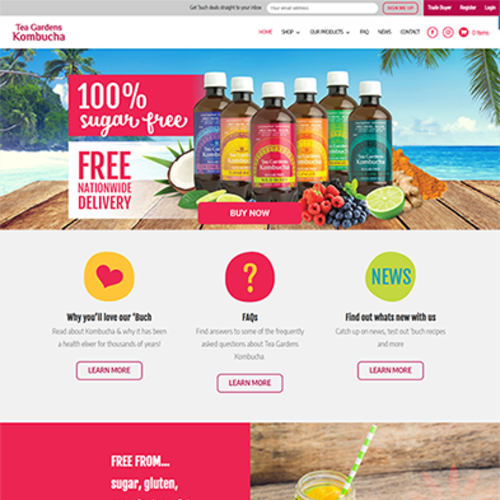 Get 'Buch deals straight to your inbox Your email address SIGN ME UP Trade Buyer Register Login
Tea Gardens
Kombucha
HOME SHOP OUR PRODUCTS FAQ NEWS CONTACT 0 Items
100%
sugar free
FREE
NATIONWIDE
DELIVERY
Tea Gardens
Kombucha
BUY NOW
?
NEWS
Why you'll love our 'Buch
Read about Kombucha & why it has been
a health elixer for thousands of years!
LEARN MORE
FAQs
Find answers to some of the frequently
asked questions about Tea Gardens
Kombucha.
LEARN MORE
Find out whats new with us
Catch up on news, test out 'buch recipes
and more
LEARN MORE
FREE FROM...
sugar, gluten,